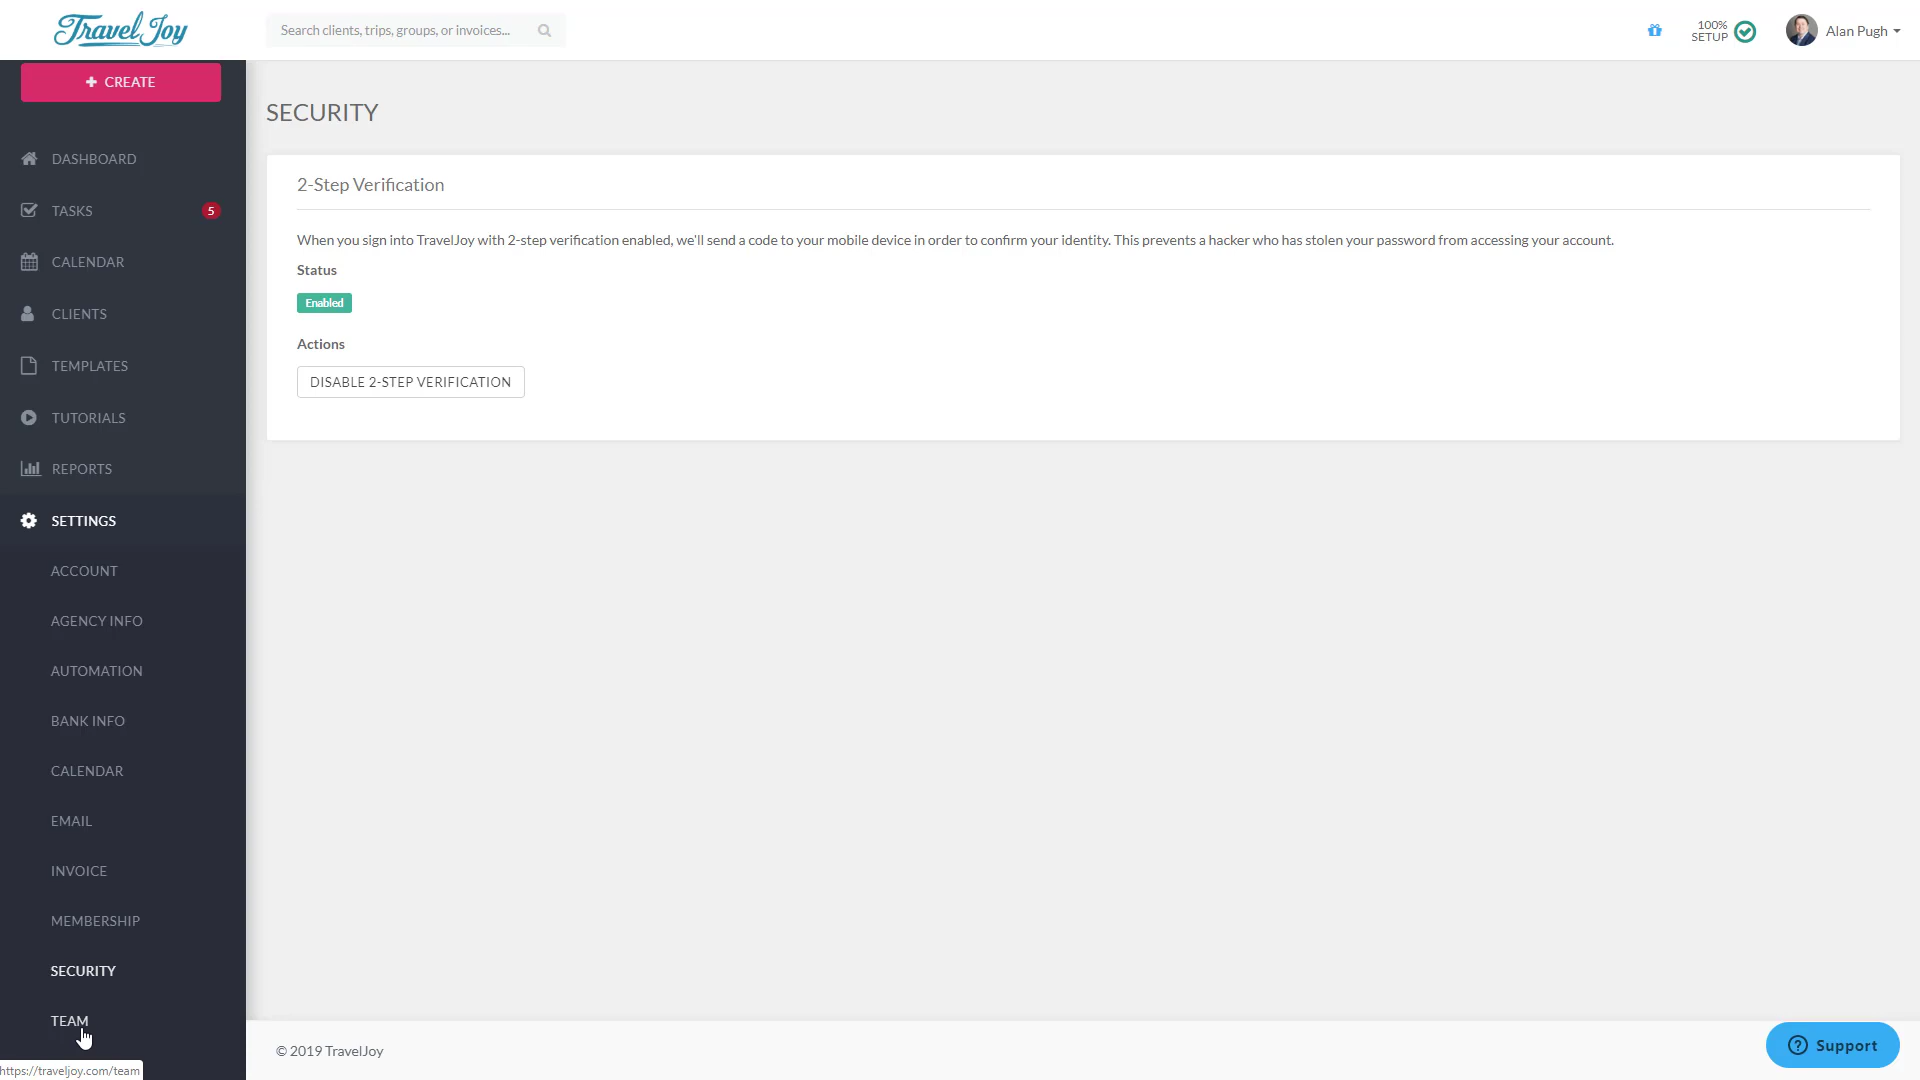 Travel Joy
Search clients, trips, groups, or invoices...
100%
SETUP
Alan Pugh
CREATE
DASHBOARD
TASKS 5
CALENDAR
CLIENTS
TEMPLATES
TUTORIALS
REPORTS
SETTINGS
ACCOUNT
AGENCY INFO
AUTOMATION
BANK INFO
CALENDAR
EMAIL
INVOICE
MEMBERSHIP
SECURITY
TEAM
https://traveljoy.com/team
SECURITY
2-Step Verification
When you sign into TravelJoy with 2-step verification enabled, we'll send a code to your mobile device in order to confirm your identity. This prevents a hacker who has stolen your password from accessing your account.
Status
Enabled
Actions
DISABLE 2-STEP VERIFICATION
© 2019 TravelJoy
Support